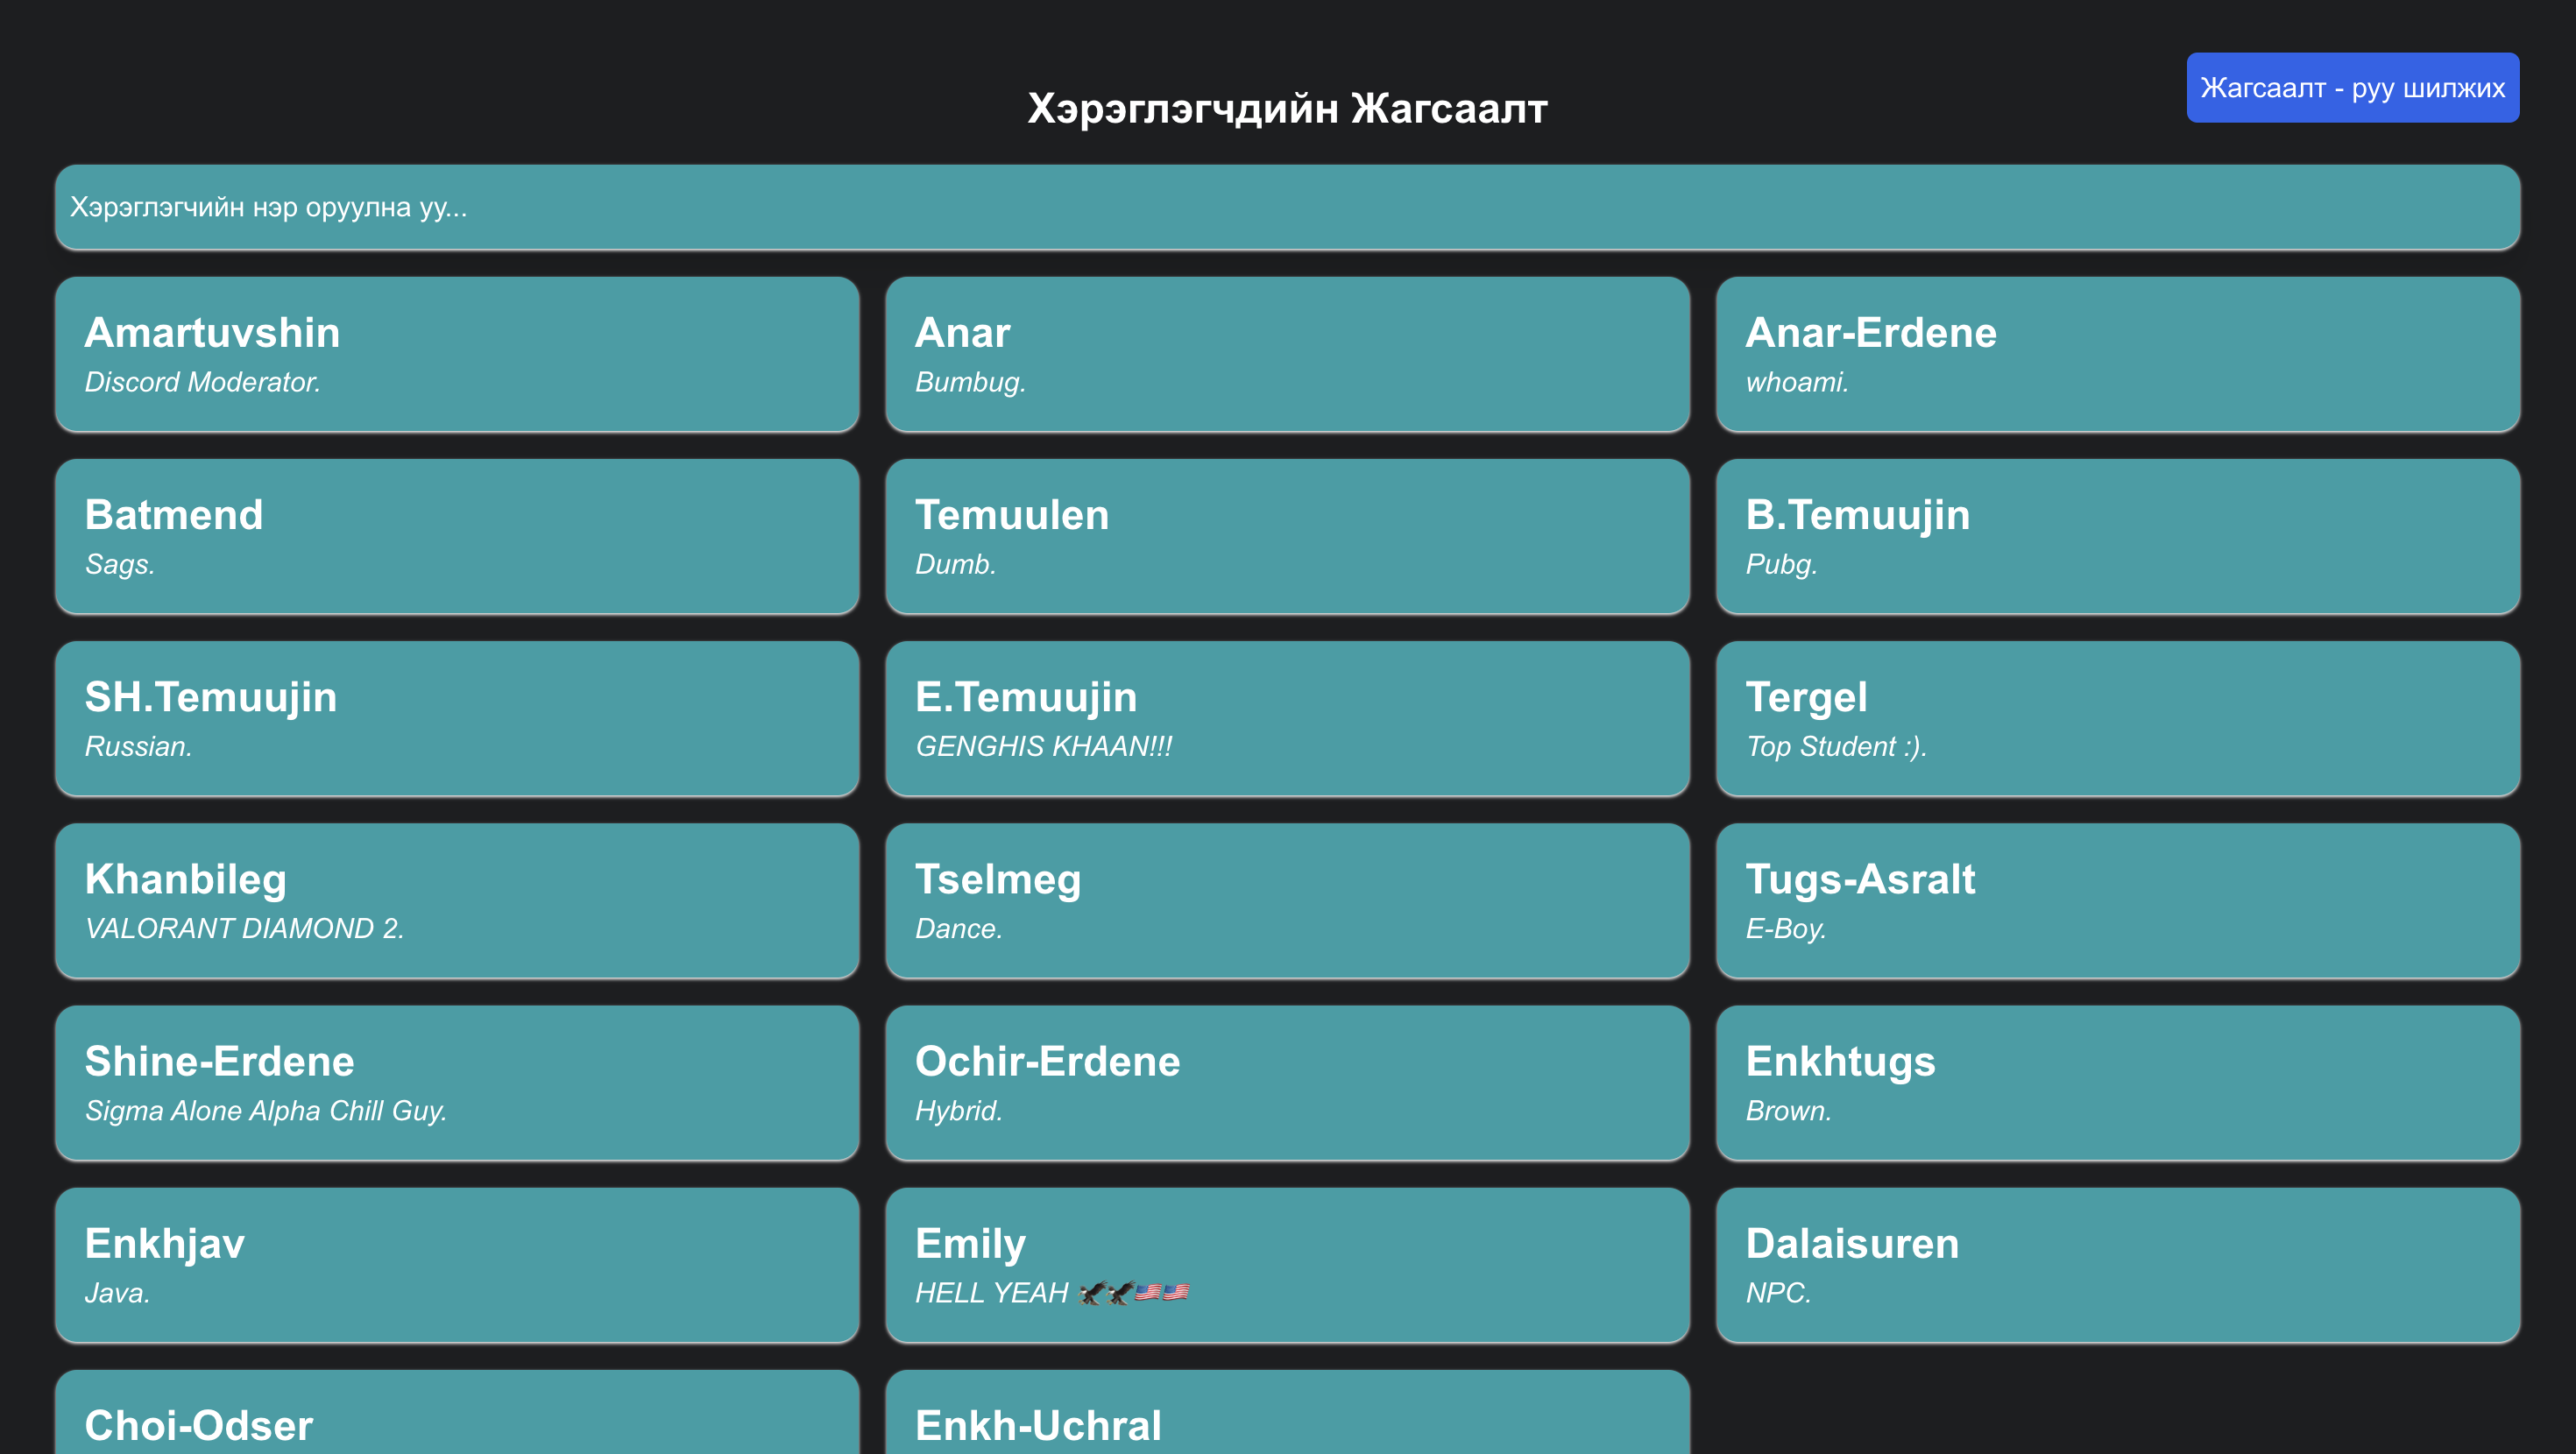 Жагсаалт - руу шилжих
Хэрэглэгчдийн Жагсаалт
Хэрэглэгчийн нэр оруулна уу...
Amartuvshin
Discord Moderator.
Anar
Bumbug.
Anar-Erdene
whoami.
Batmend
Sags.
Temuulen
Dumb.
B.Temuujin
Pubg.
SH.Temuujin
Russian.
E.Temuujin
GENGHIS KHAAN!!!
Tergel
Top Student :).
Khanbileg
VALORANT DIAMOND 2.
Tselmeg
Dance.
Tugs-Asralt
E-Boy.
Shine-Erdene
Sigma Alone Alpha Chill Guy.
Ochir-Erdene
Hybrid.
Enkhtugs
Brown.
Enkhjav
Java.
Emily
HELL YEAH 🦅🦅🇺🇸🇺🇸
Dalaisuren
NPC.
Choi-Odser
Enkh-Uchral